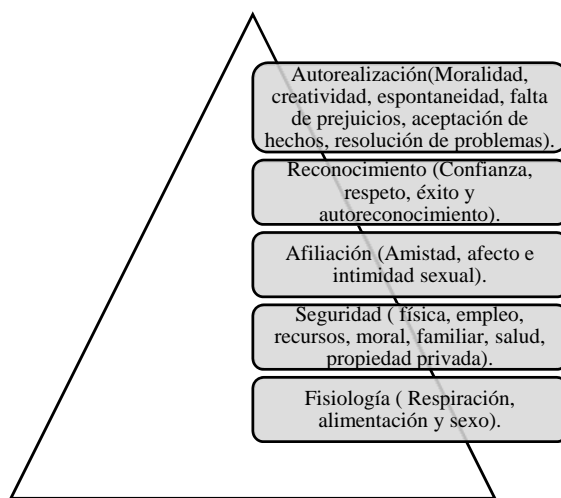 Autorealización(Moralidad,
creatividad, espontaneidad, falta
de prejuicios, aceptación de
hechos, resolución de problemas).
Reconocimiento (Confianza,
respeto, éxito y
autoreconocimiento).
Afiliación (Amistad, afecto e
intimidad sexual).
Seguridad ( física, empleo,
recursos, moral, familiar, salud,
propiedad privada).
Fisiología ( Respiración,
alimentación y sexo).